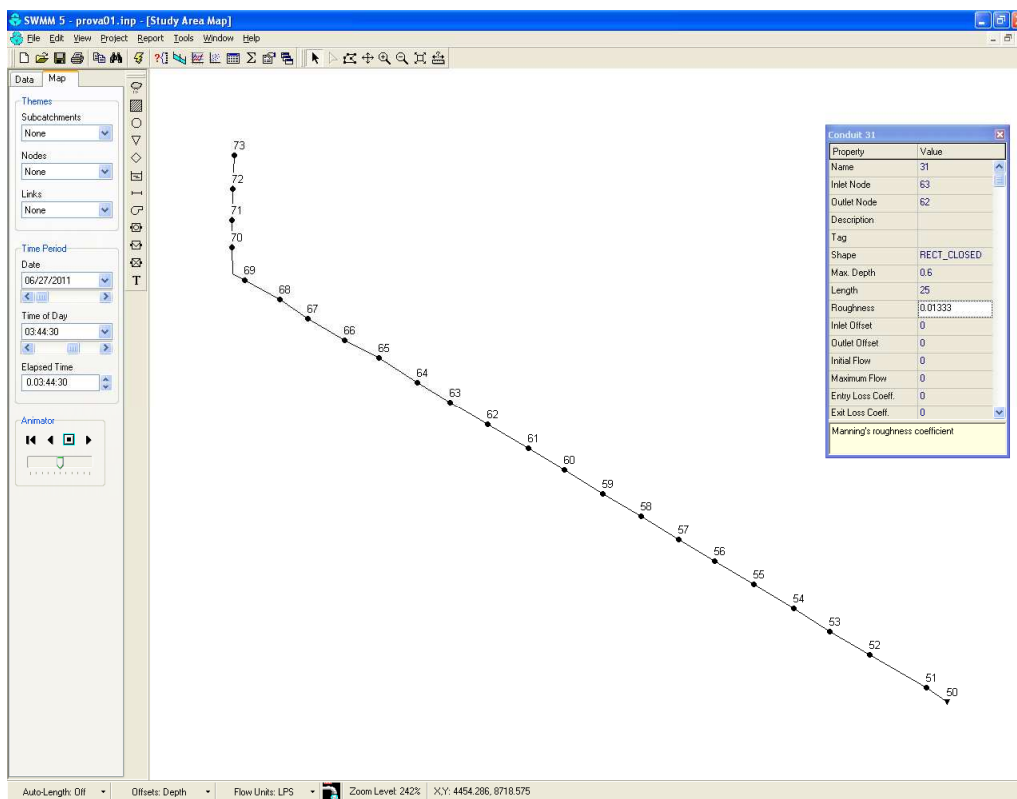 SWMM 5 - prova01.inp - [Study Area Map]
File Edit View Project Report Tools Window Help
Data Map
Themes
Subcatchments
None
Nodes
None
Links
None
Time Period
Date
06/27/2011
Time of Day
03:44:30
Elapsed Time
0.03:44:30
Animator
T
73
72
71
70
69
68
67
66
65
64
63
62
61
60
59
58
57
56
55
54
53
52
51
50
Conduit 31
Property Value
Name 31
Inlet Node 63
Outlet Node 62
Description
Tag
Shape RECT_CLOSED
Max. Depth 0.6
Length 25
Roughness 0.01333
Inlet Offset 0
Outlet Offset 0
Initial Flow 0
Maximum Flow 0
Entry Loss Coeff. 0
Exit Loss Coeff. 0
Manning's roughness coefficient
Auto-Length: Off Offsets: Depth Flow Units: LPS Zoom Level: 242% X,Y: 4454.286, 8718.575